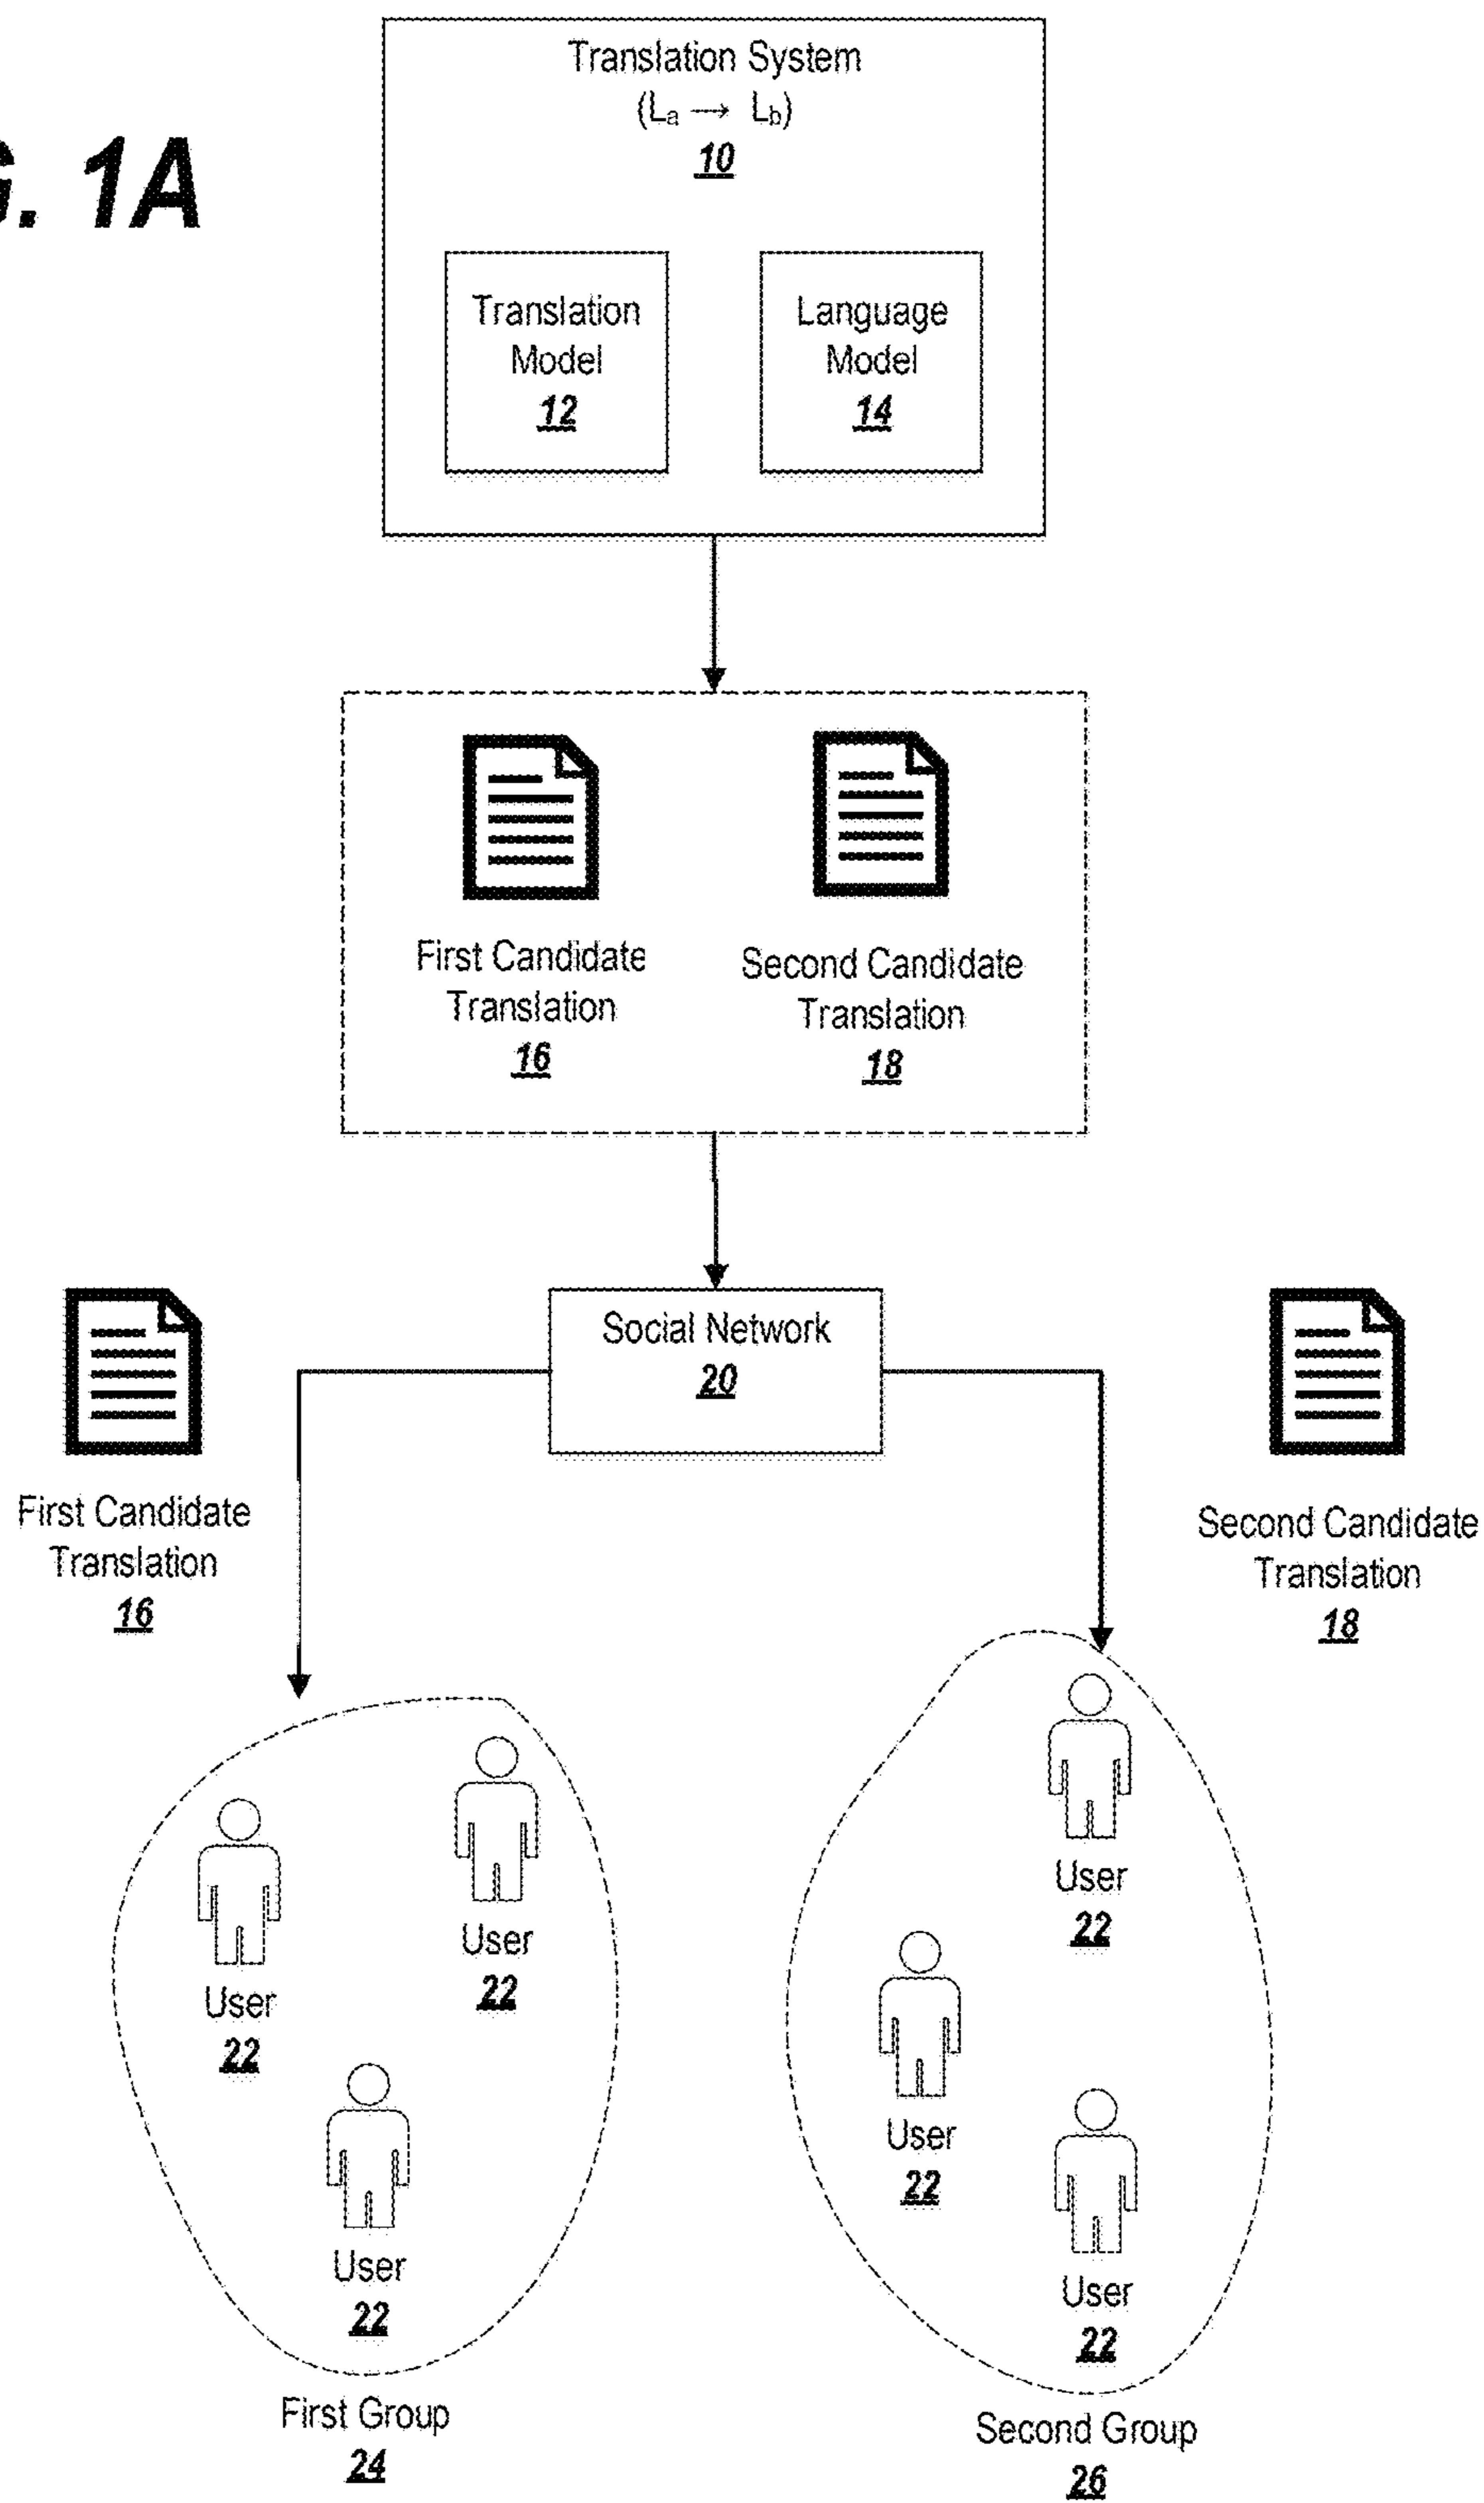 G. 1A
Translation System
(La → Lb)
10
Translation
Model
12
Language
Model
14
First Candidate
Translation
16
Second Candidate
Translation
18
Social Network
20
First Candidate
Translation
16
Second Candidate
Translation
18
User
22
User
22
User
22
First Group
24
User
22
User
22
User
22
Second Group
26